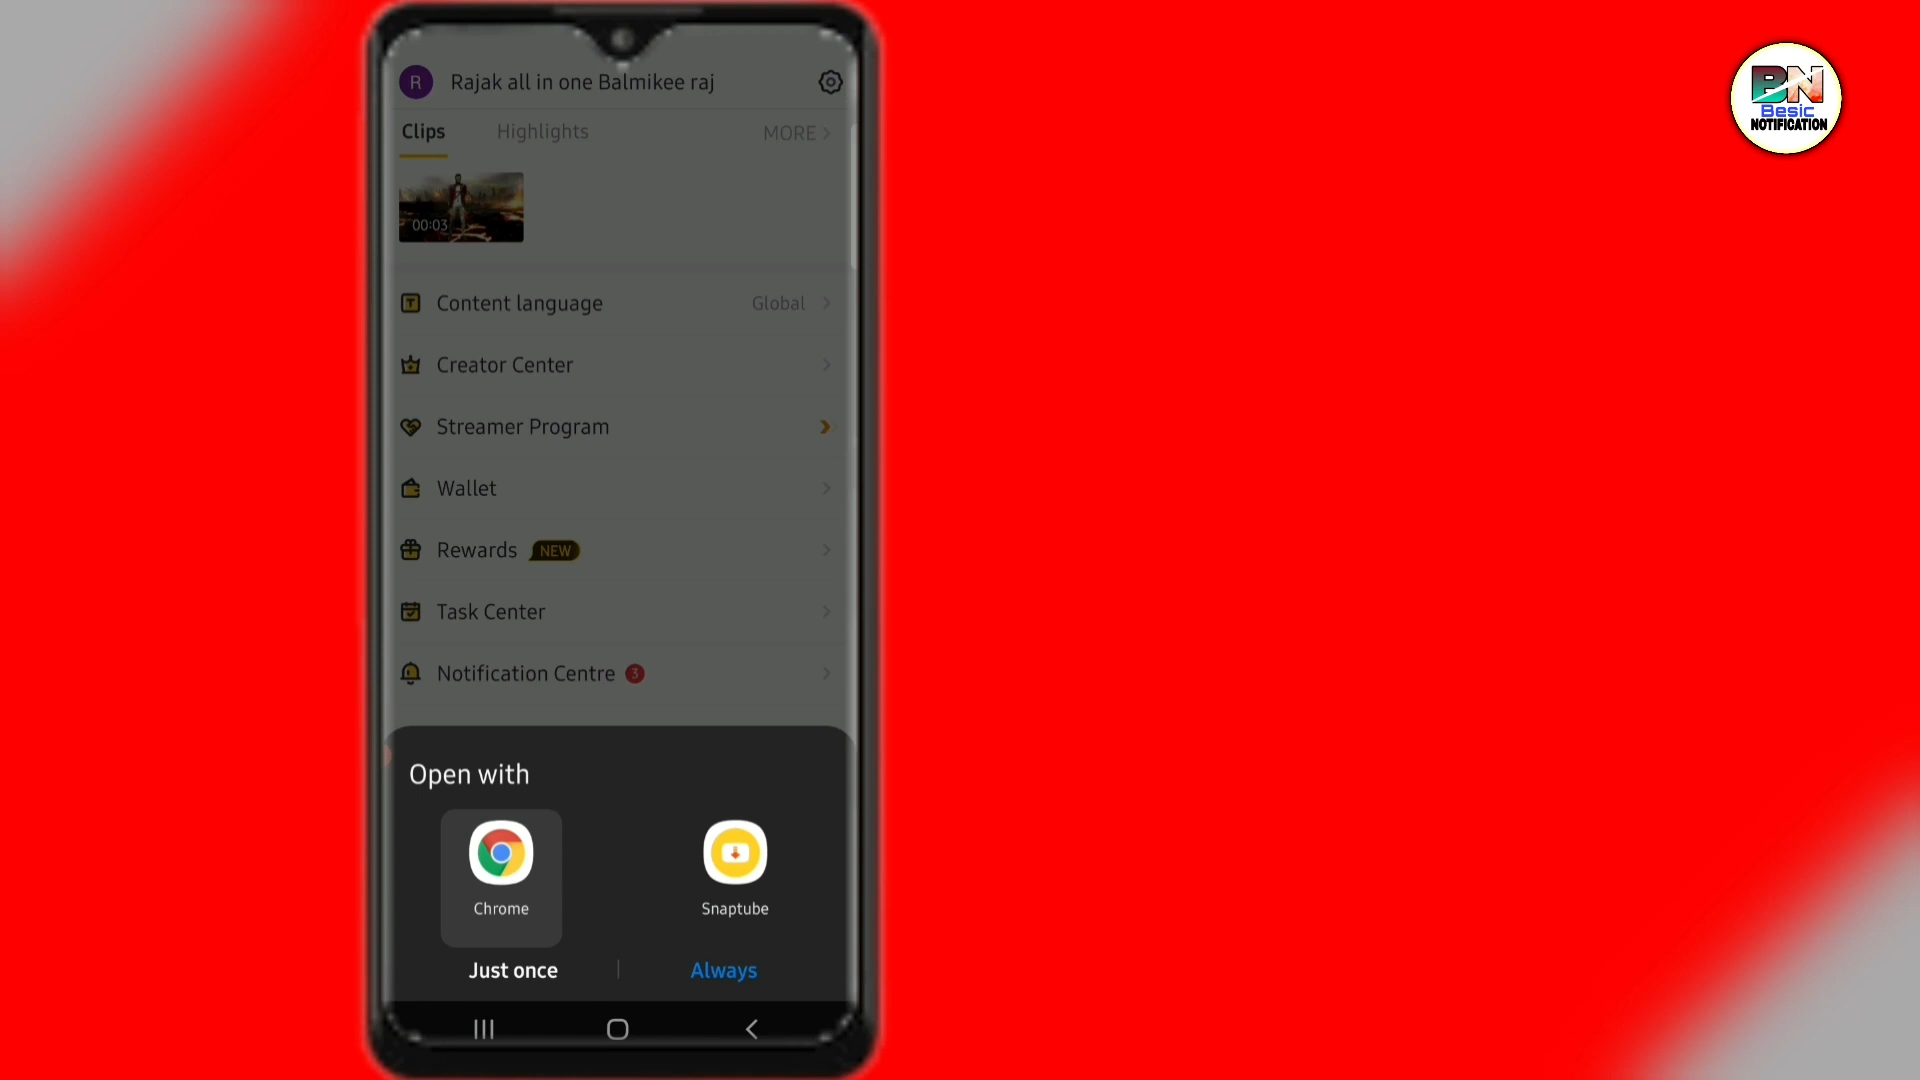 R Rajak all in one Balmikee raj
Clips Highlights MORE
00:03
Content language Global
Creator Center
Streamer Program
Wallet
Rewards NEW
Task Center
Notification Centre 3
Open with
Chrome Snaptube
Just once Always
BN
Besic
NOTIFICATION